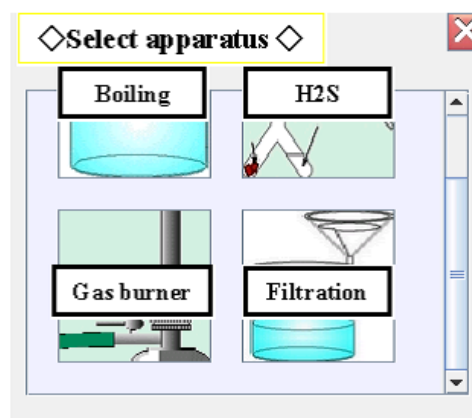 ◇Select apparatus ◇
Boiling
H2S
Gas burner
Filtration